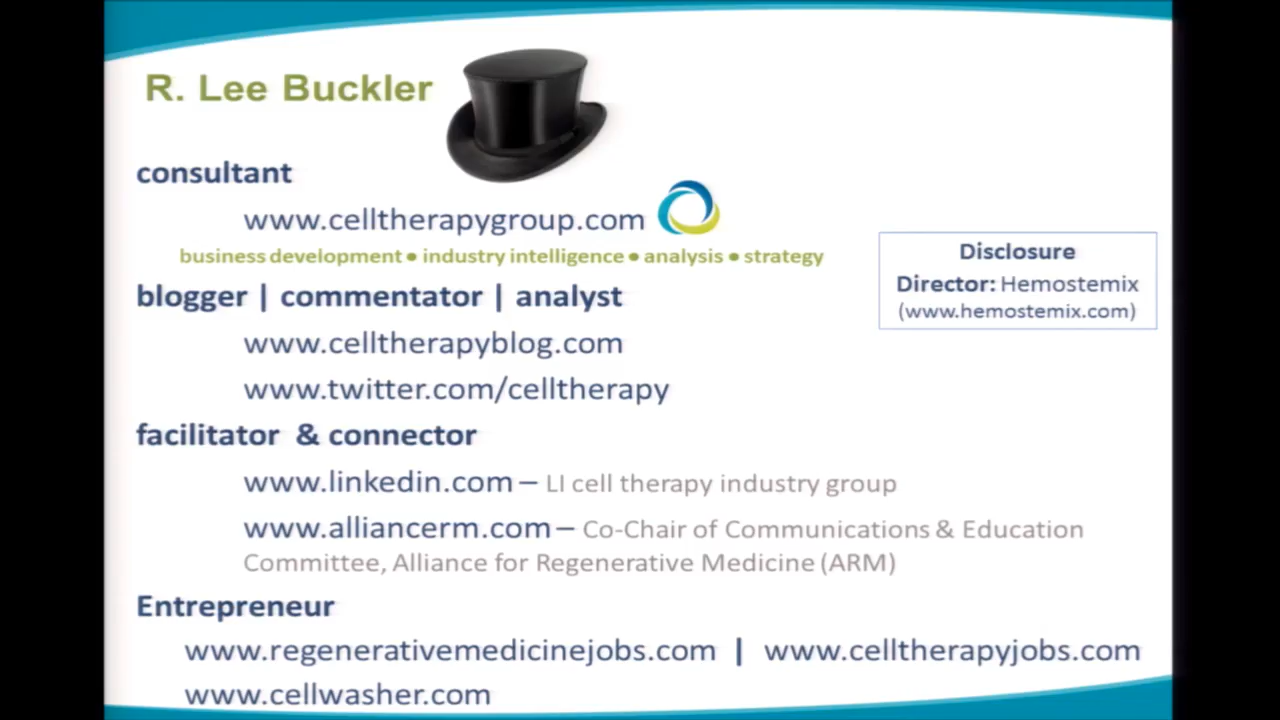 R. Lee Buckler
consultant
www.celltherapygroup.com
business development • industry intelligence • analysis • strategy
Disclosure
Director: Hemostemix
(www.hemostemix.com)
blogger | commentator | analyst
www.celltherapyblog.com
www.twitter.com/celltherapy
facilitator & connector
www.linkedin.com – LI cell therapy industry group
www.alliancerm.com – Co-Chair of Communications & Education
Committee, Alliance for Regenerative Medicine (ARM)
Entrepreneur
www.regenerativemedicinejobs.com | www.celltherapyjobs.com
www.cellwasher.com